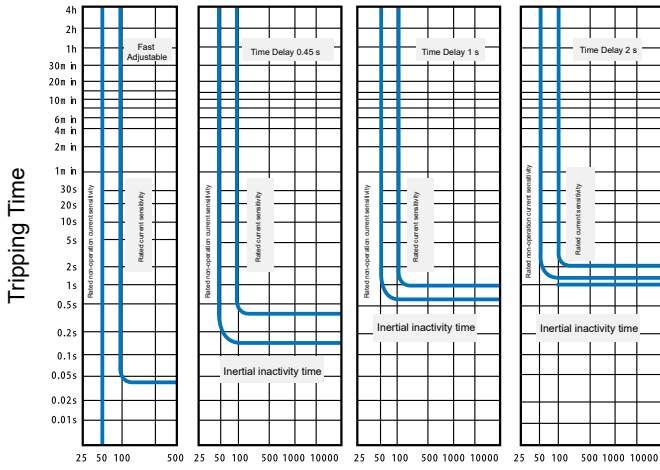 Tripping Time
4h
2h
1h
30m in
20m in
10m in
6m in
4m in
2m in
1m in
30s
20s
10s
5s
2s
1s
0.5s
0.2s
0.1s
0.05s
0.02s
0.01s
Fast
Adjustable
Rated non-operation current sensitivity
Rated current sensitivity
25 50 100 500
Time Delay 0.45 s
Rated non-operation current sensitivity
Rated current sensitivity
Inertial inactivity time
25 50 100 500 1000 10000
Time Delay 1 s
Rated non-operation current sensitivity
Rated current sensitivity
Inertial inactivity time
25 50 100 500 1000 10000
Time Delay 2 s
Rated non-operation current sensitivity
Rated current sensitivity
Inertial inactivity time
25 50 100 500 1000 10000